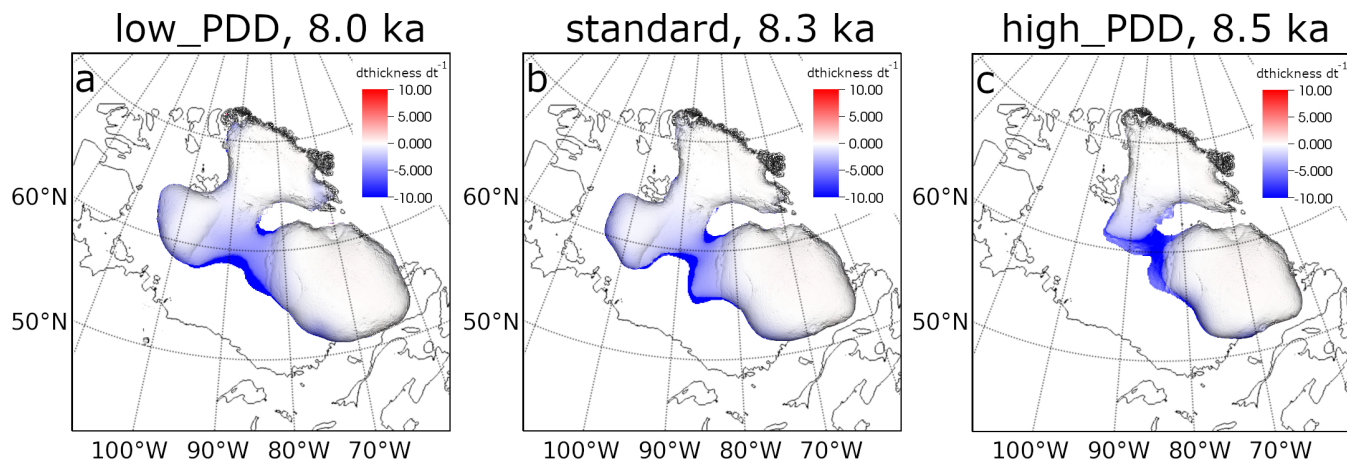 low_PDD, 8.0 ka
standard, 8.3 ka
high_PDD, 8.5 ka
a
dthickness dt⁻¹
10.00
5.000
0.000
-5.000
-10.00
b
dthickness dt⁻¹
10.00
5.000
0.000
-5.000
-10.00
c
dthickness dt⁻¹
10.00
5.000
0.000
-5.000
-10.00
60°N
50°N
60°N
50°N
60°N
50°N
100°W 90°W 80°W 70°W
100°W 90°W 80°W 70°W
100°W 90°W 80°W 70°W